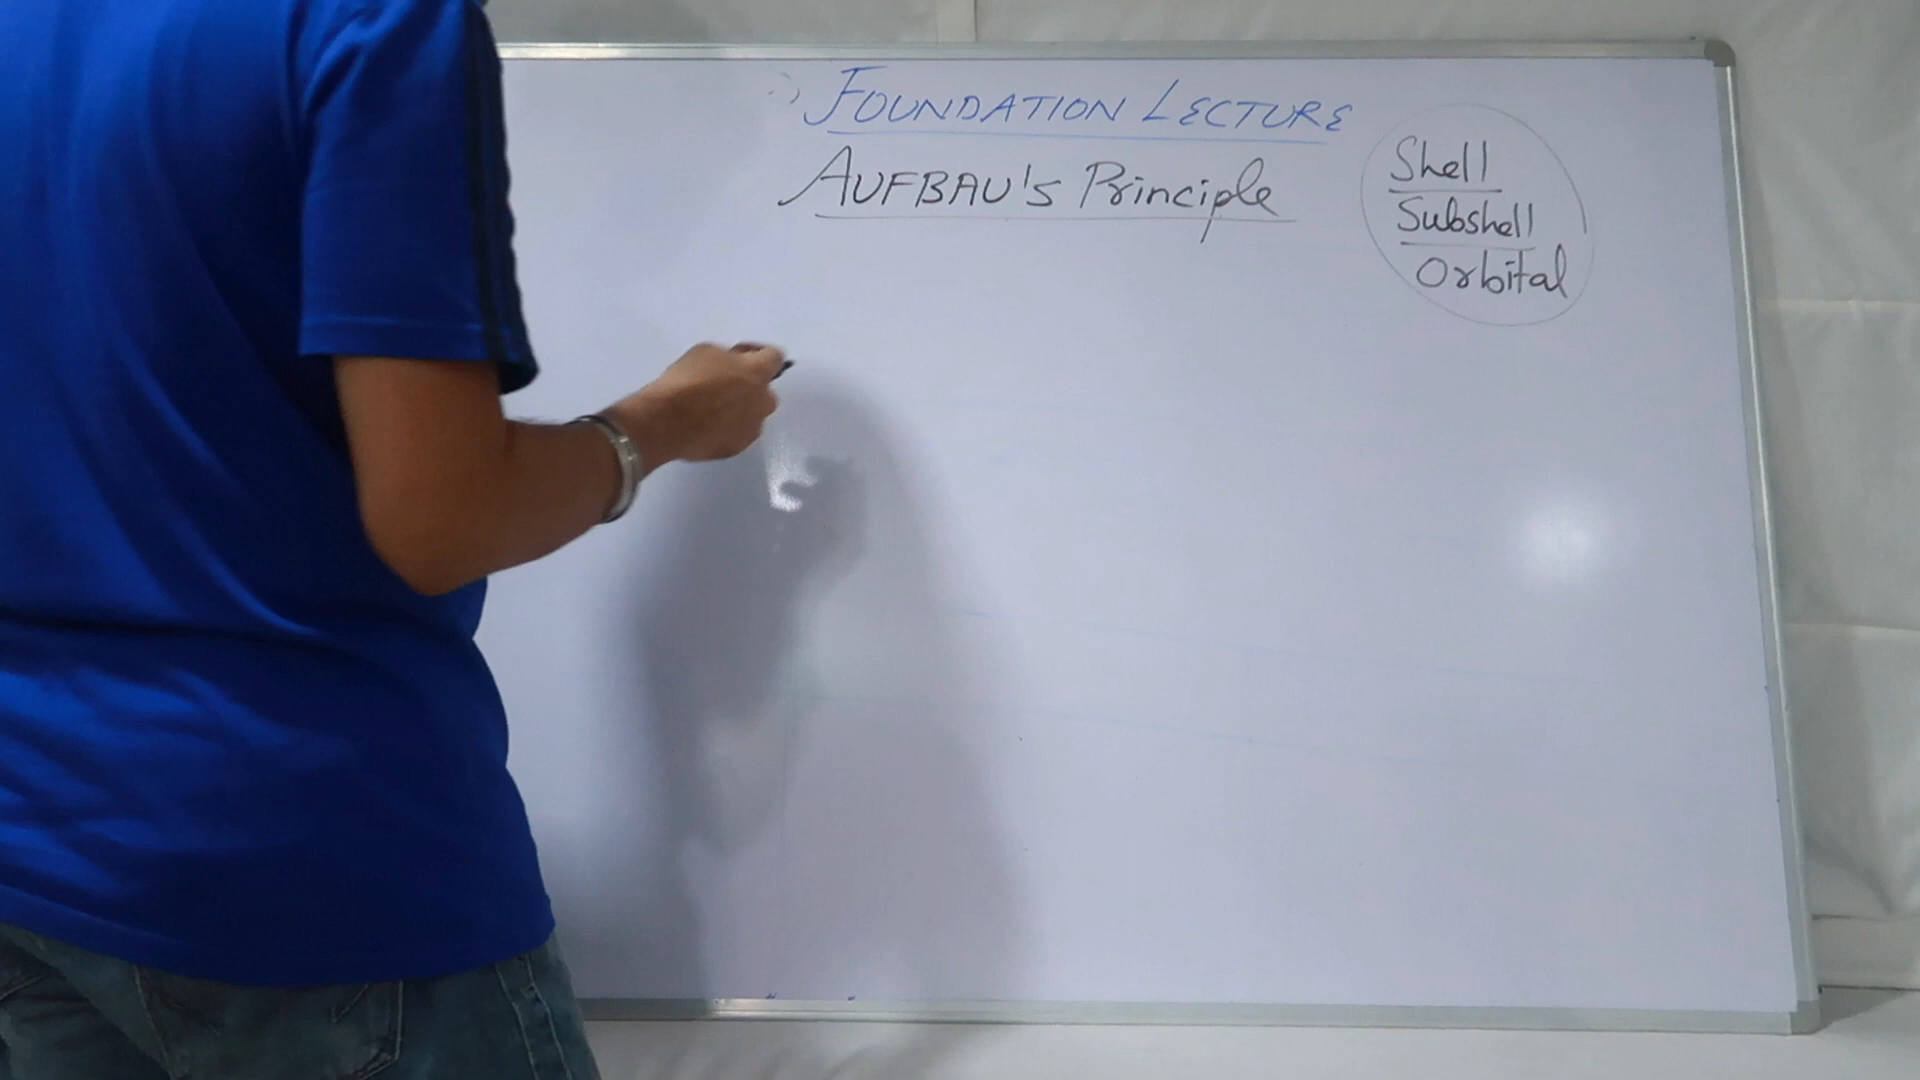 FOUNDATION LECTURE
AUFBAU's Principle
Shell
Subshell
Orbital